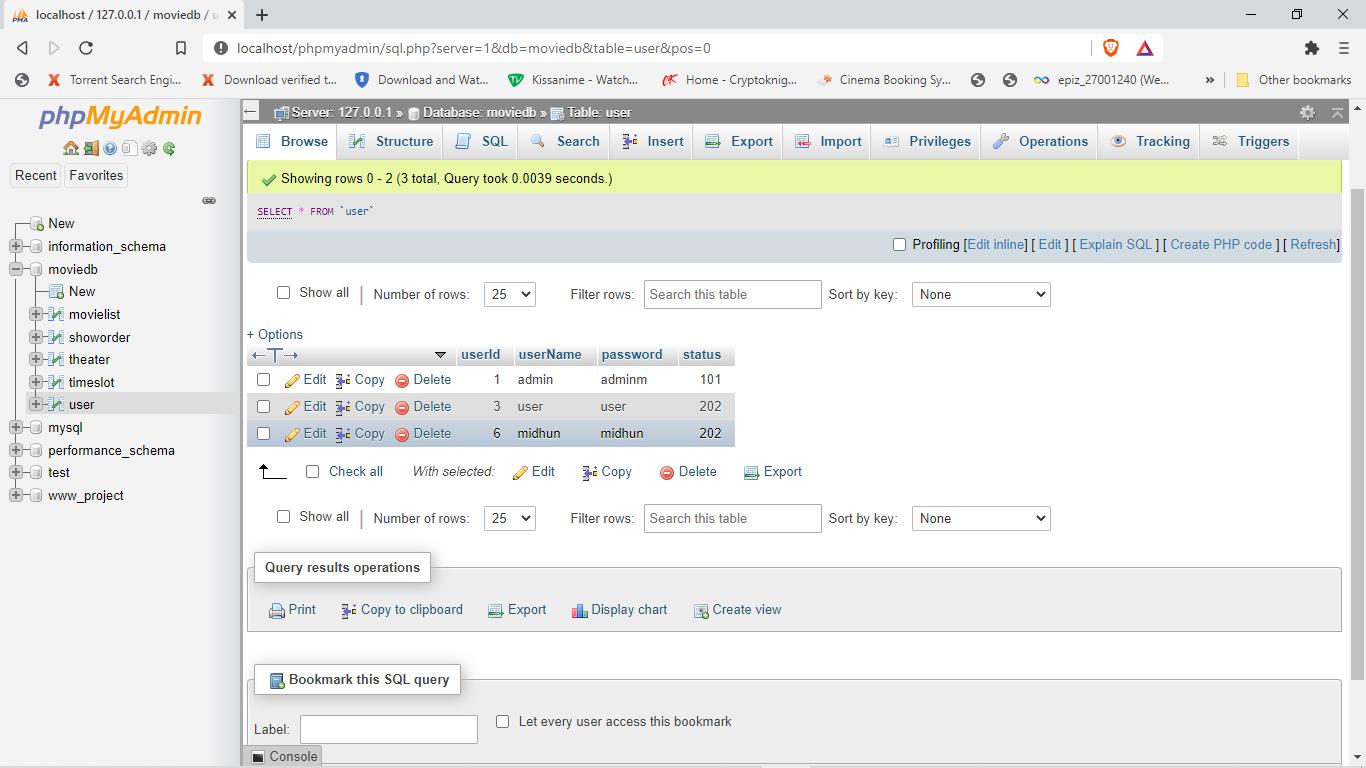 localhost / 127.0.0.1 / moviedb / u
localhost/phpmyadmin/sql.php?server=1&db=moviedb&table=user&pos=0
Torrent Search Engi... Download verified t... Download and Wat... Kissanime - Watch... Home - Cryptoknig... Cinema Booking Sy... epiz_27001240 (We... » Other bookmarks
phpMyAdmin
Recent Favorites
New
information_schema
moviedb
New
movielist
showorder
theater
timeslot
user
mysql
performance_schema
test
www_project
Server: 127.0.0.1 » Database: moviedb » Table: user
Browse Structure SQL Search Insert Export Import Privileges Operations Tracking Triggers
Showing rows 0 - 2 (3 total, Query took 0.0039 seconds.)
SELECT * FROM `user`
Profiling [Edit inline] [ Edit ] [ Explain SQL ] [ Create PHP code ] [ Refresh]
Show all | Number of rows: 25 Filter rows: Search this table Sort by key: None
+ Options
←T→ userId userName password status
Edit Copy Delete 1 admin adminm 101
Edit Copy Delete 3 user user 202
Edit Copy Delete 6 midhun midhun 202
Check all With selected: Edit Copy Delete Export
Show all | Number of rows: 25 Filter rows: Search this table Sort by key: None
Query results operations
Print Copy to clipboard Export Display chart Create view
Bookmark this SQL query
Label: Let every user access this bookmark
Console